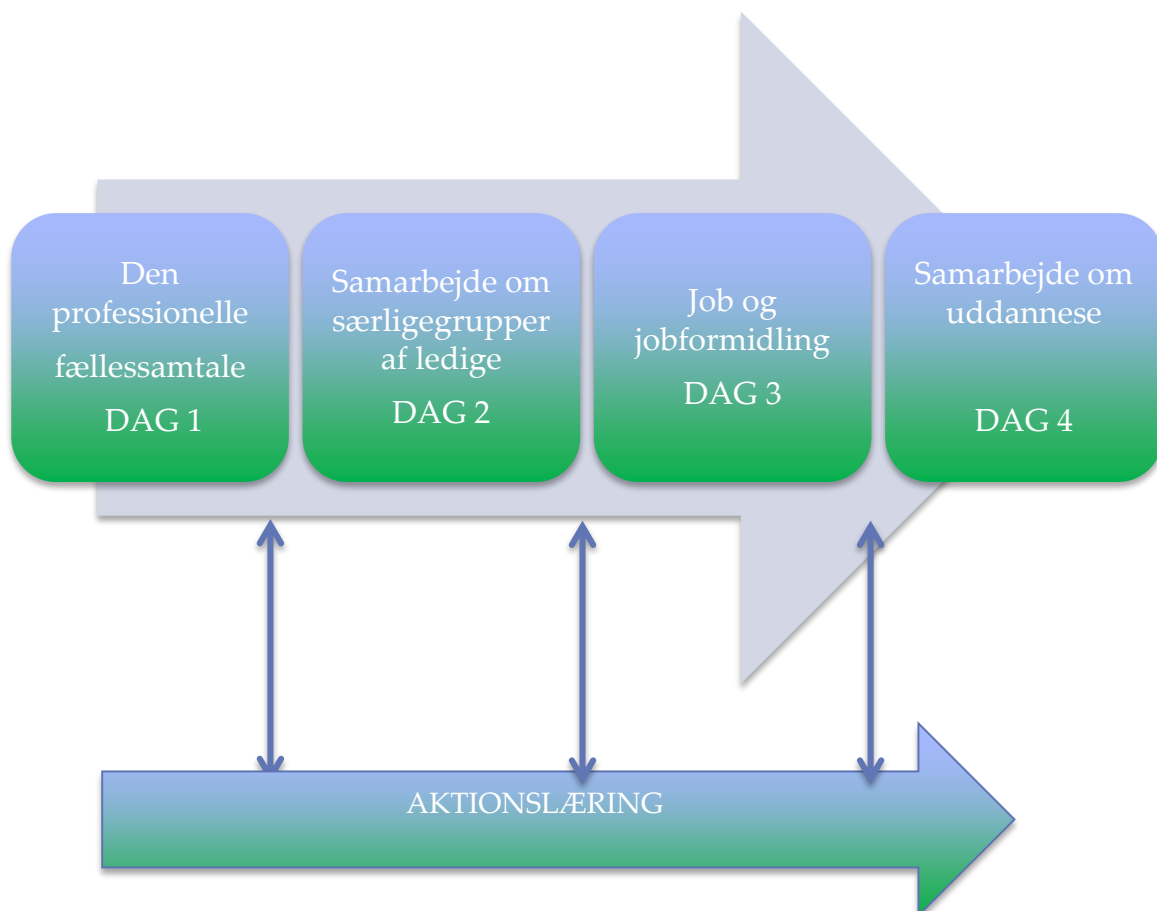 Den
professionelle
fællessamtale
DAG 1
Samarbejde om
særligegrupper
af ledige
DAG 2
Job og
jobformidling
DAG 3
Samarbejde om
uddannese
DAG 4
AKTIONSLÆRING